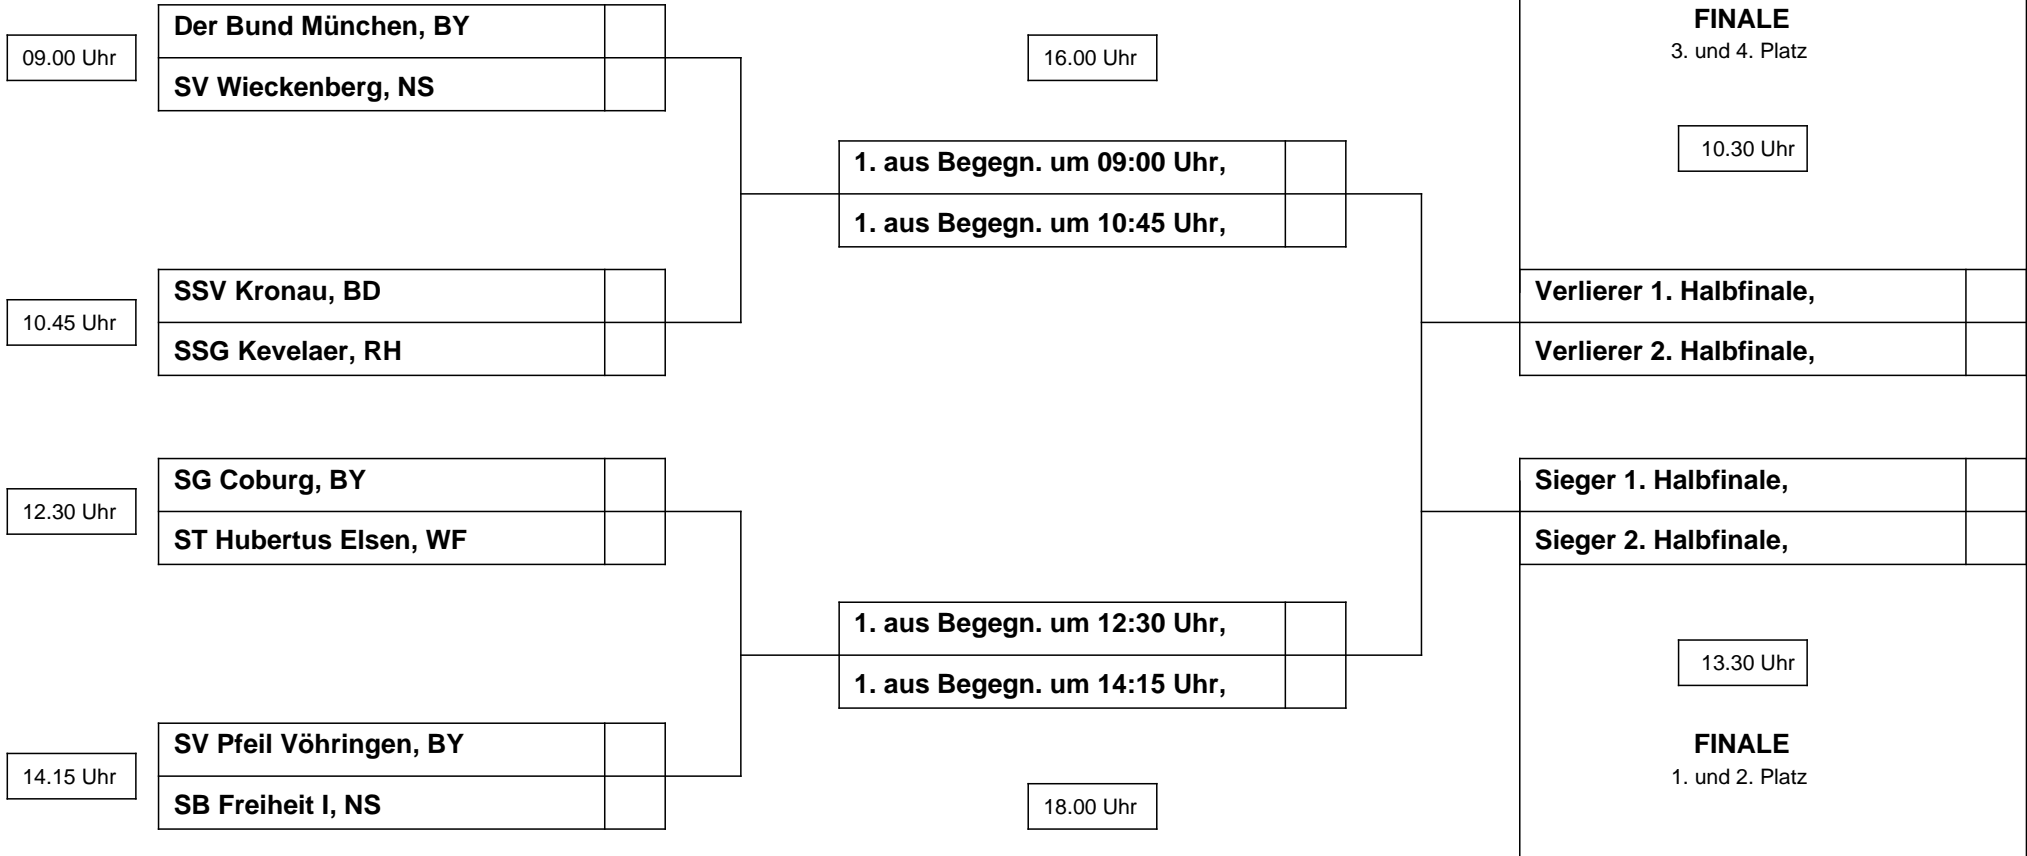 09.00 Uhr
Der Bund München, BY
SV Wieckenberg, NS
10.45 Uhr
SSV Kronau, BD
SSG Kevelaer, RH
12.30 Uhr
SG Coburg, BY
ST Hubertus Elsen, WF
14.15 Uhr
SV Pfeil Vöhringen, BY
SB Freiheit I, NS
16.00 Uhr
1. aus Begegn. um 09:00 Uhr,
1. aus Begegn. um 10:45 Uhr,
1. aus Begegn. um 12:30 Uhr,
1. aus Begegn. um 14:15 Uhr,
18.00 Uhr
FINALE
3. und 4. Platz
10.30 Uhr
Verlierer 1. Halbfinale,
Verlierer 2. Halbfinale,
Sieger 1. Halbfinale,
Sieger 2. Halbfinale,
13.30 Uhr
FINALE
1. und 2. Platz